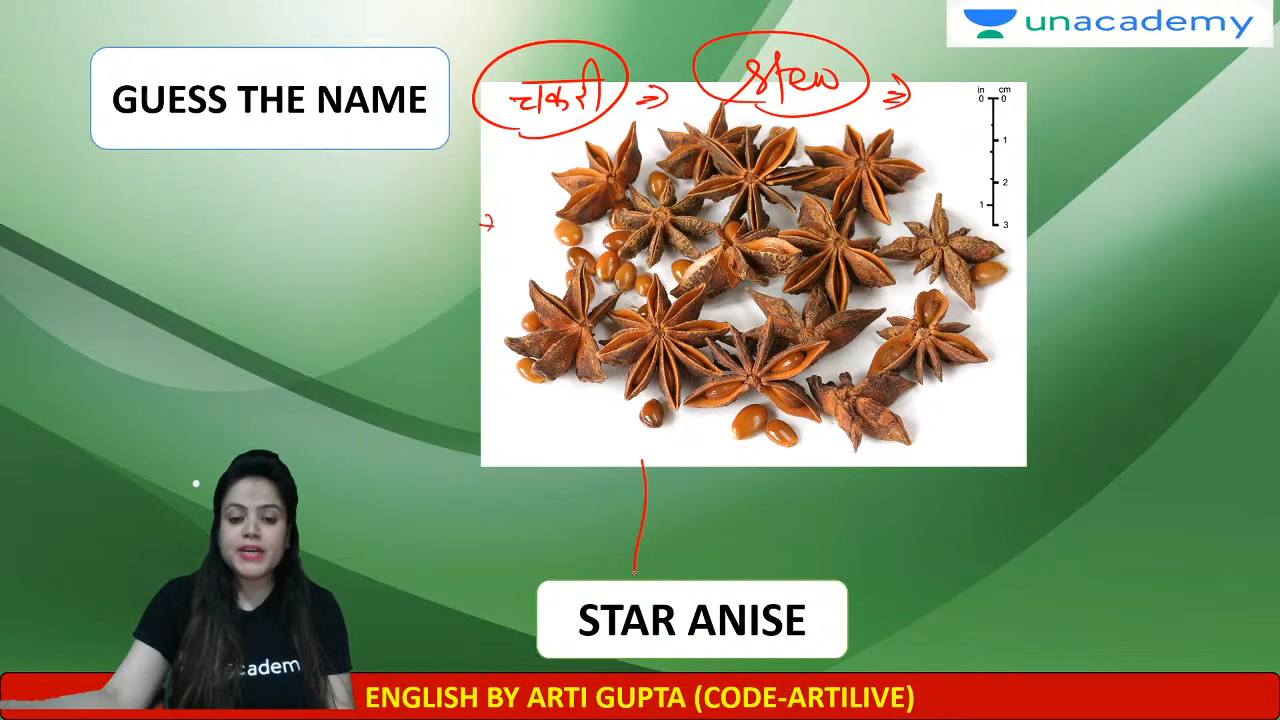 unacademy
GUESS THE NAME
चकरी
stew
in cm
0 0
1
2
1
3
STAR ANISE
cadem
ENGLISH BY ARTI GUPTA (CODE-ARTILIVE)